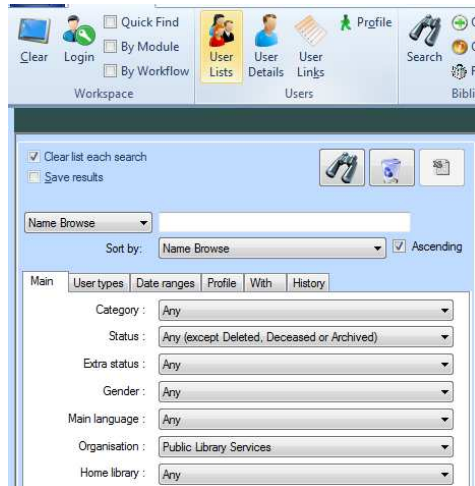 Quick Find
By Module
By Workflow
Clear
Login
Workspace
User Lists
User Details
User Links
Profile
Users
Search
Bibli
Clear list each search
Save results
Name Browse
Sort by: Name Browse Ascending
Main User types Date ranges Profile With History
Category : Any
Status : Any (except Deleted, Deceased or Archived)
Extra status : Any
Gender : Any
Main language : Any
Organisation : Public Library Services
Home library : Any